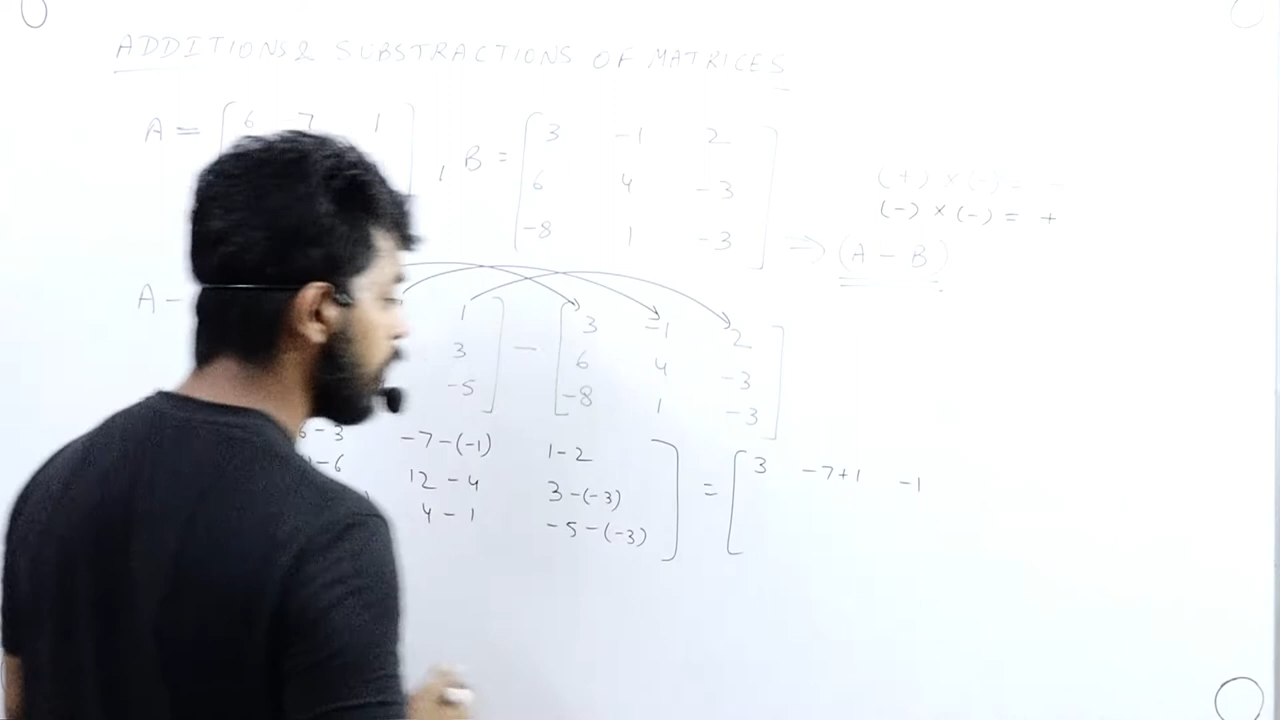 ADDITIONS & SUBSTRACTIONS OF MATRICES
A = [ 6 -7 1
, B = [ 3 -1 2
6 4 -3
-8 1 -3 ]
(+) × (-) = -
(-) × (-) = +
⇒ (A - B)
A -
1
3
-5 ] - [ 3 -1 2
6 4 -3
-8 1 -3 ]
6-3 -7-(-1) 1-2
-6 12-4 3-(-3)
4-1 -5-(-3) ]
= [ 3 -7+1 -1